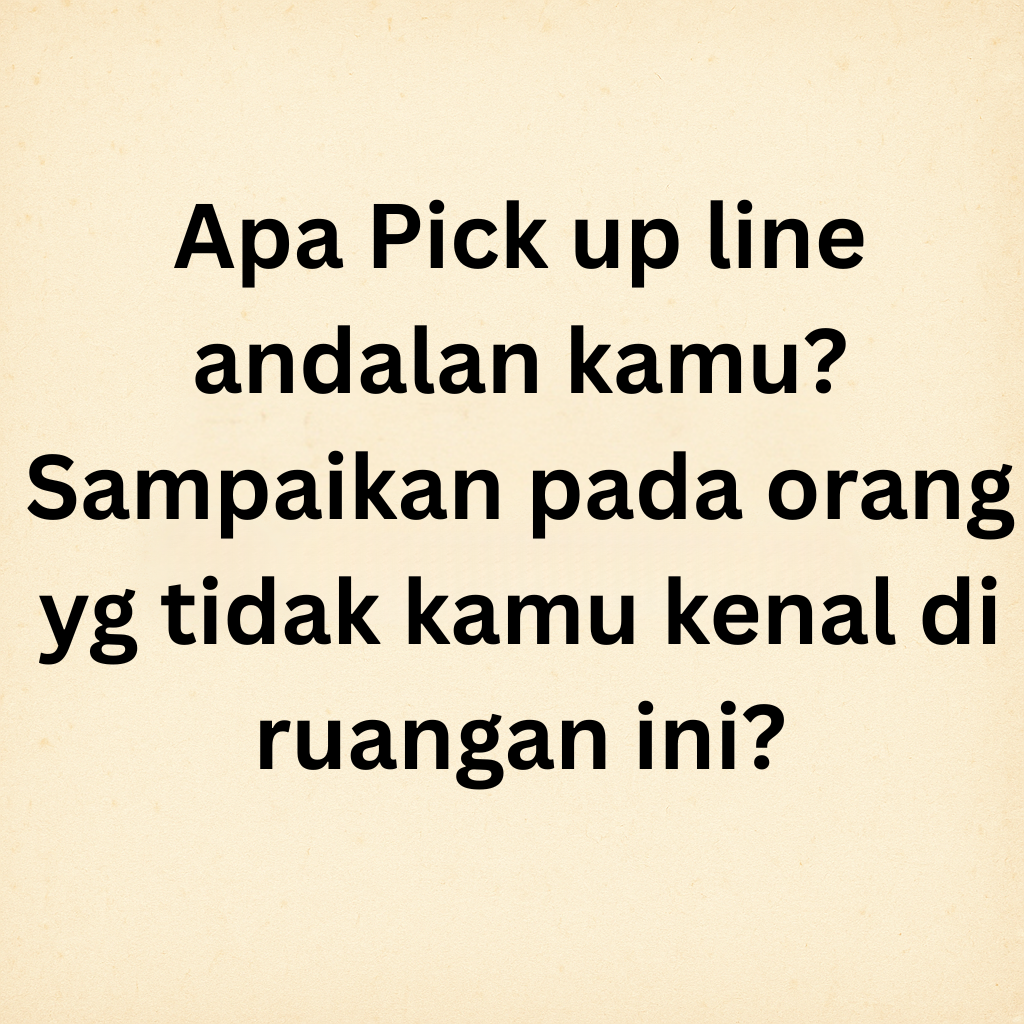 Apa Pick up line
andalan kamu?
Sampaikan pada orang
yg tidak kamu kenal di
ruangan ini?